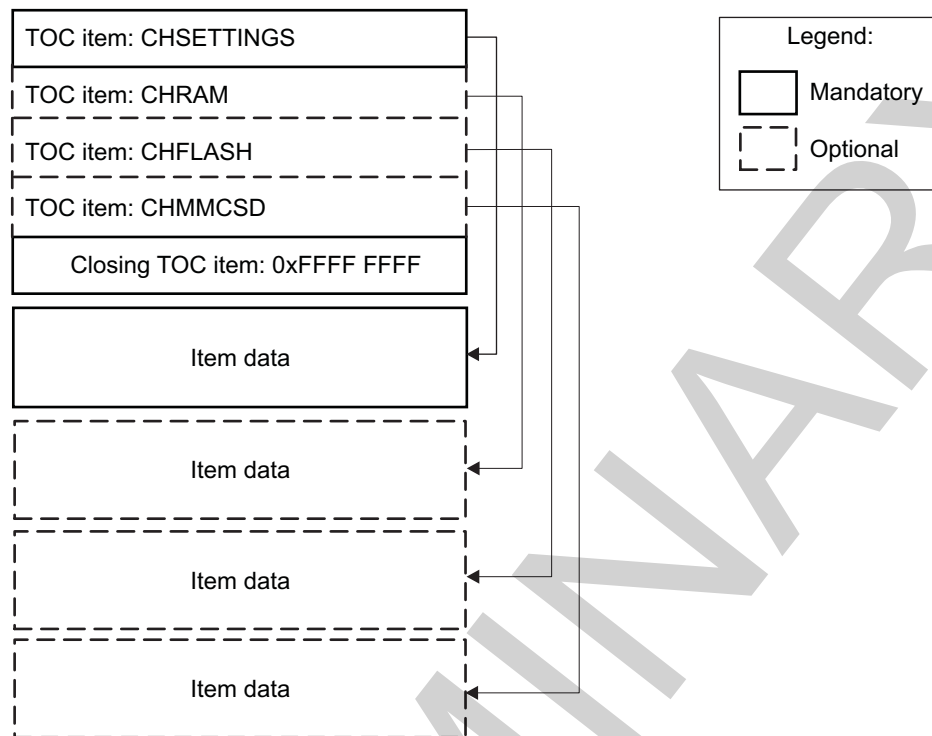 TOC item: CHSETTINGS
TOC item: CHRAM
TOC item: CHFLASH
TOC item: CHMMCSD
Closing TOC item: 0xFFFF FFFF
Item data
Item data
Item data
Item data
Legend:
Mandatory
Optional